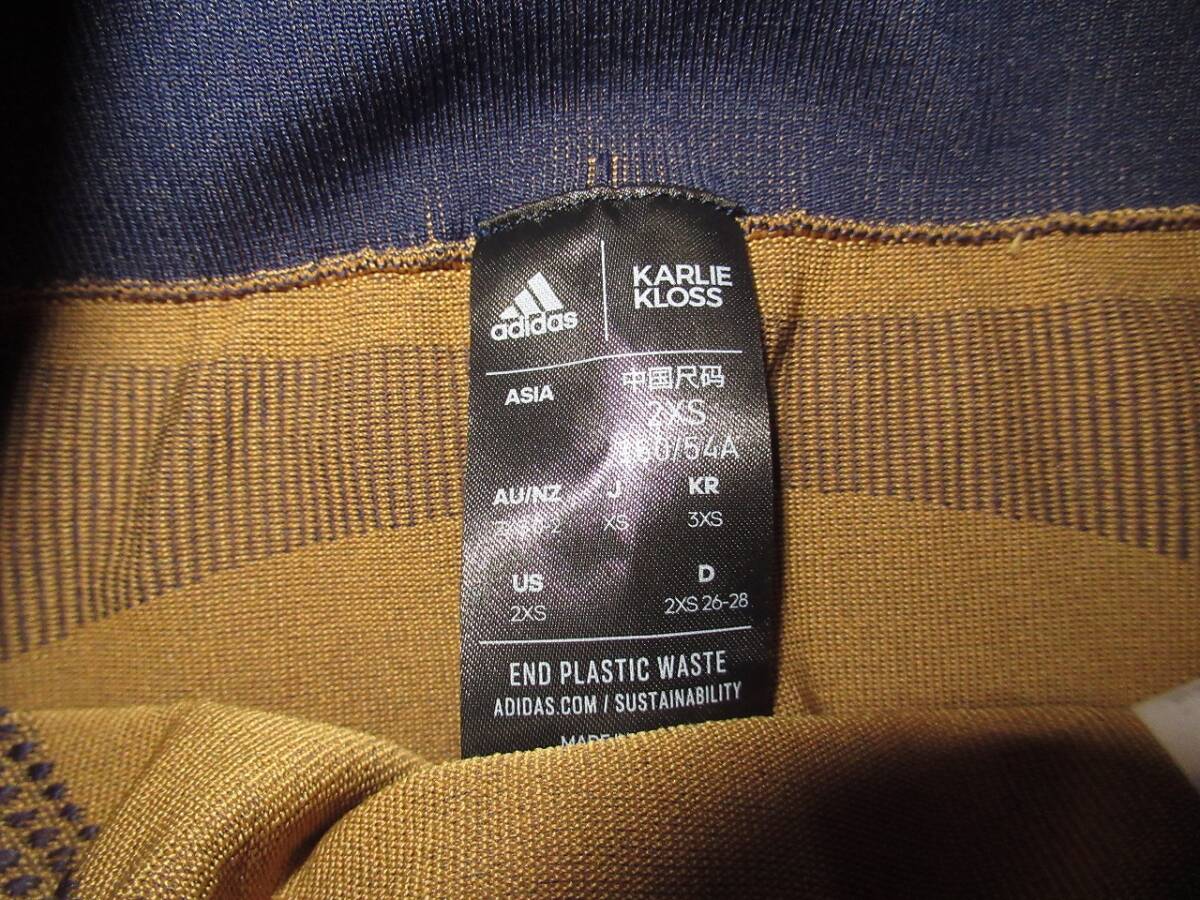 adidas
KARLIE
KLOSS
ASIA
中国尺码
2XS
/54A
AU/NZ J KR
XS 3XS
US D
2XS 2XS 26-28
END PLASTIC WASTE
ADIDAS.COM / SUSTAINABILITY